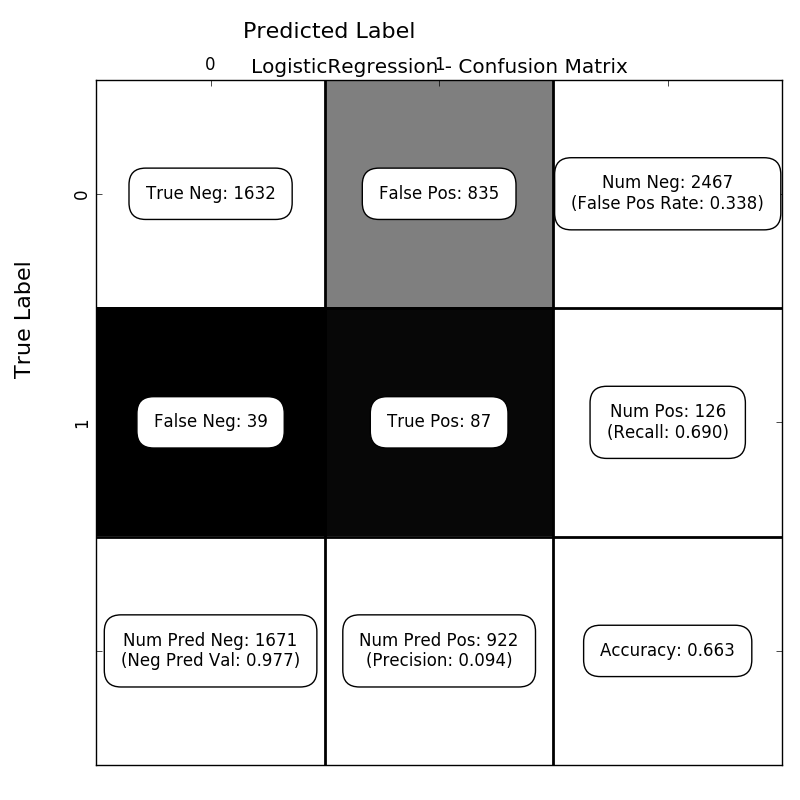 Predicted Label
LogisticRegression - Confusion Matrix
0
1
True Label
0
True Neg: 1632
False Pos: 835
Num Neg: 2467
(False Pos Rate: 0.338)
1
False Neg: 39
True Pos: 87
Num Pos: 126
(Recall: 0.690)
Num Pred Neg: 1671
(Neg Pred Val: 0.977)
Num Pred Pos: 922
(Precision: 0.094)
Accuracy: 0.663